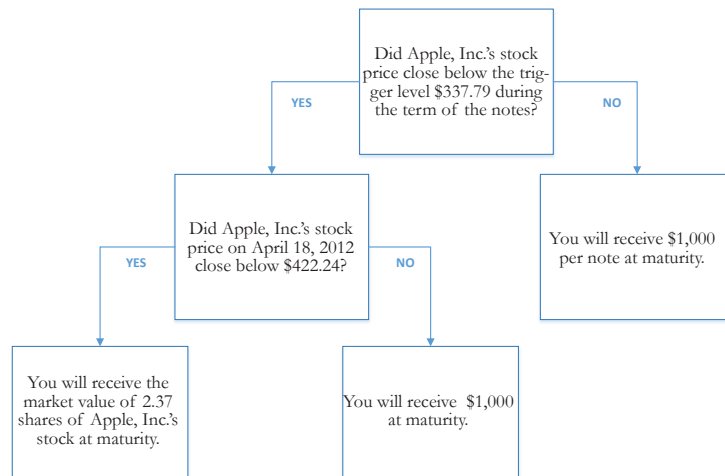 Did Apple, Inc.'s stock
price close below the trig-
ger level $337.79 during
the term of the notes?
YES
NO
Did Apple, Inc.'s stock
price on April 18, 2012
close below $422.24?
You will receive $1,000
per note at maturity.
YES
NO
You will receive the
market value of 2.37
shares of Apple, Inc.'s
stock at maturity.
You will receive $1,000
at maturity.